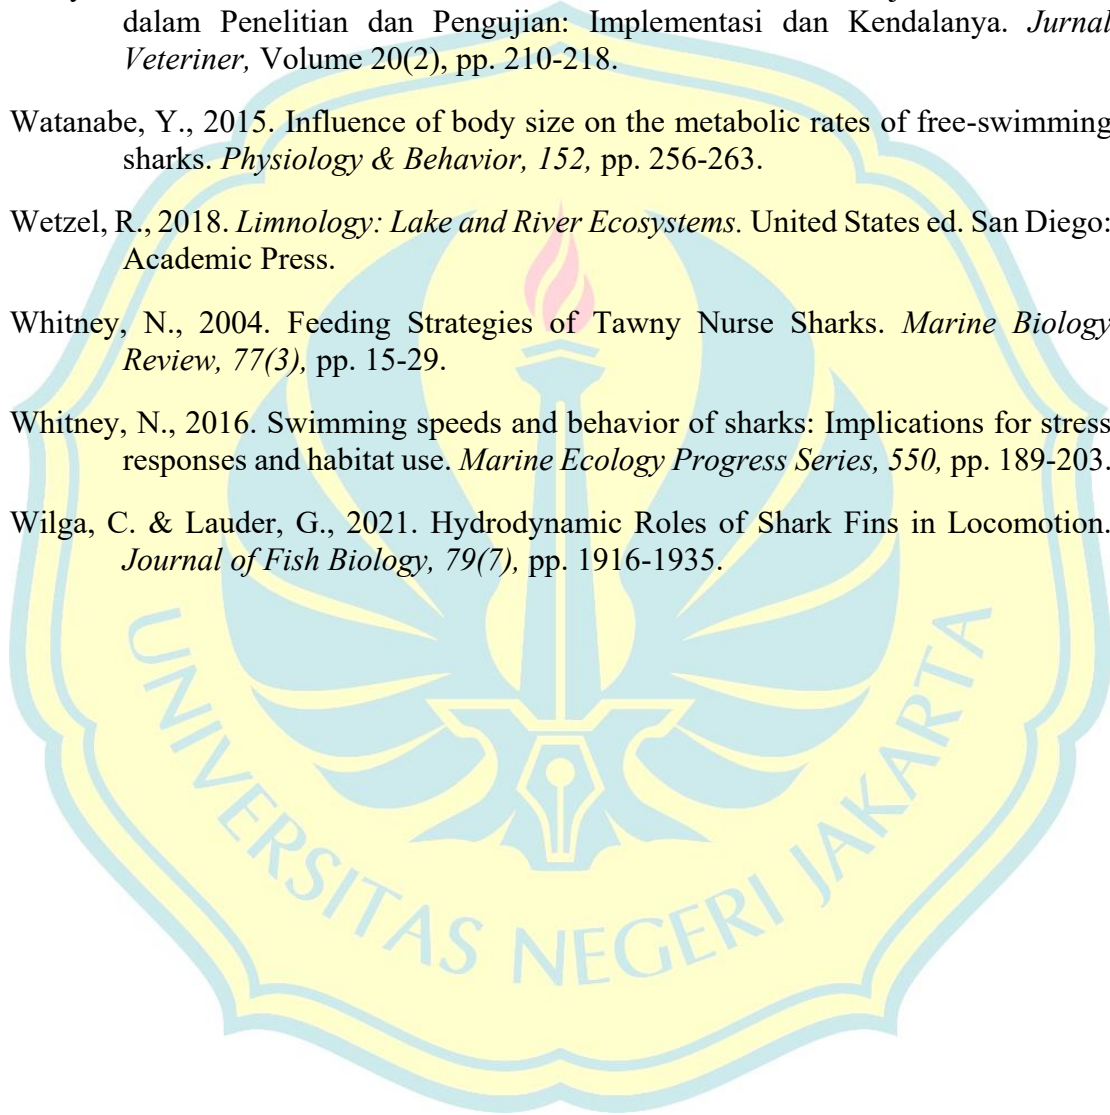 dalam Penelitian dan Pengujian: Implementasi dan Kendalanya. Jurnal
Veteriner, Volume 20(2), pp. 210-218.
Watanabe, Y., 2015. Influence of body size on the metabolic rates of free-swimming
sharks. Physiology & Behavior, 152, pp. 256-263.
Wetzel, R., 2018. Limnology: Lake and River Ecosystems. United States ed. San Diego:
Academic Press.
Whitney, N., 2004. Feeding Strategies of Tawny Nurse Sharks. Marine Biology
Review, 77(3), pp. 15-29.
Whitney, N., 2016. Swimming speeds and behavior of sharks: Implications for stress
responses and habitat use. Marine Ecology Progress Series, 550, pp. 189-203.
Wilga, C. & Lauder, G., 2021. Hydrodynamic Roles of Shark Fins in Locomotion.
Journal of Fish Biology, 79(7), pp. 1916-1935.
UNIVERSITAS NEGERI JAKARTA